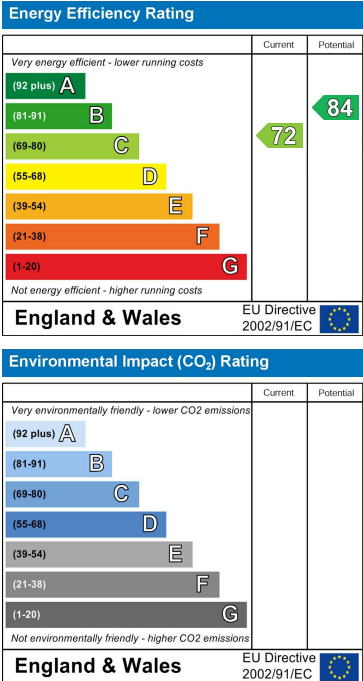 Energy Efficiency Rating
Current Potential
Very energy efficient - lower running costs
(92 plus) A
(81-91) B
(69-80) C
(55-68) D
(39-54) E
(21-38) F
(1-20) G
72
84
Not energy efficient - higher running costs
England & Wales
EU Directive
2002/91/EC
Environmental Impact (CO₂) Rating
Current Potential
Very environmentally friendly - lower CO2 emissions
(92 plus) A
(81-91) B
(69-80) C
(55-68) D
(39-54) E
(21-38) F
(1-20) G
Not environmentally friendly - higher CO2 emissions
England & Wales
EU Directive
2002/91/EC